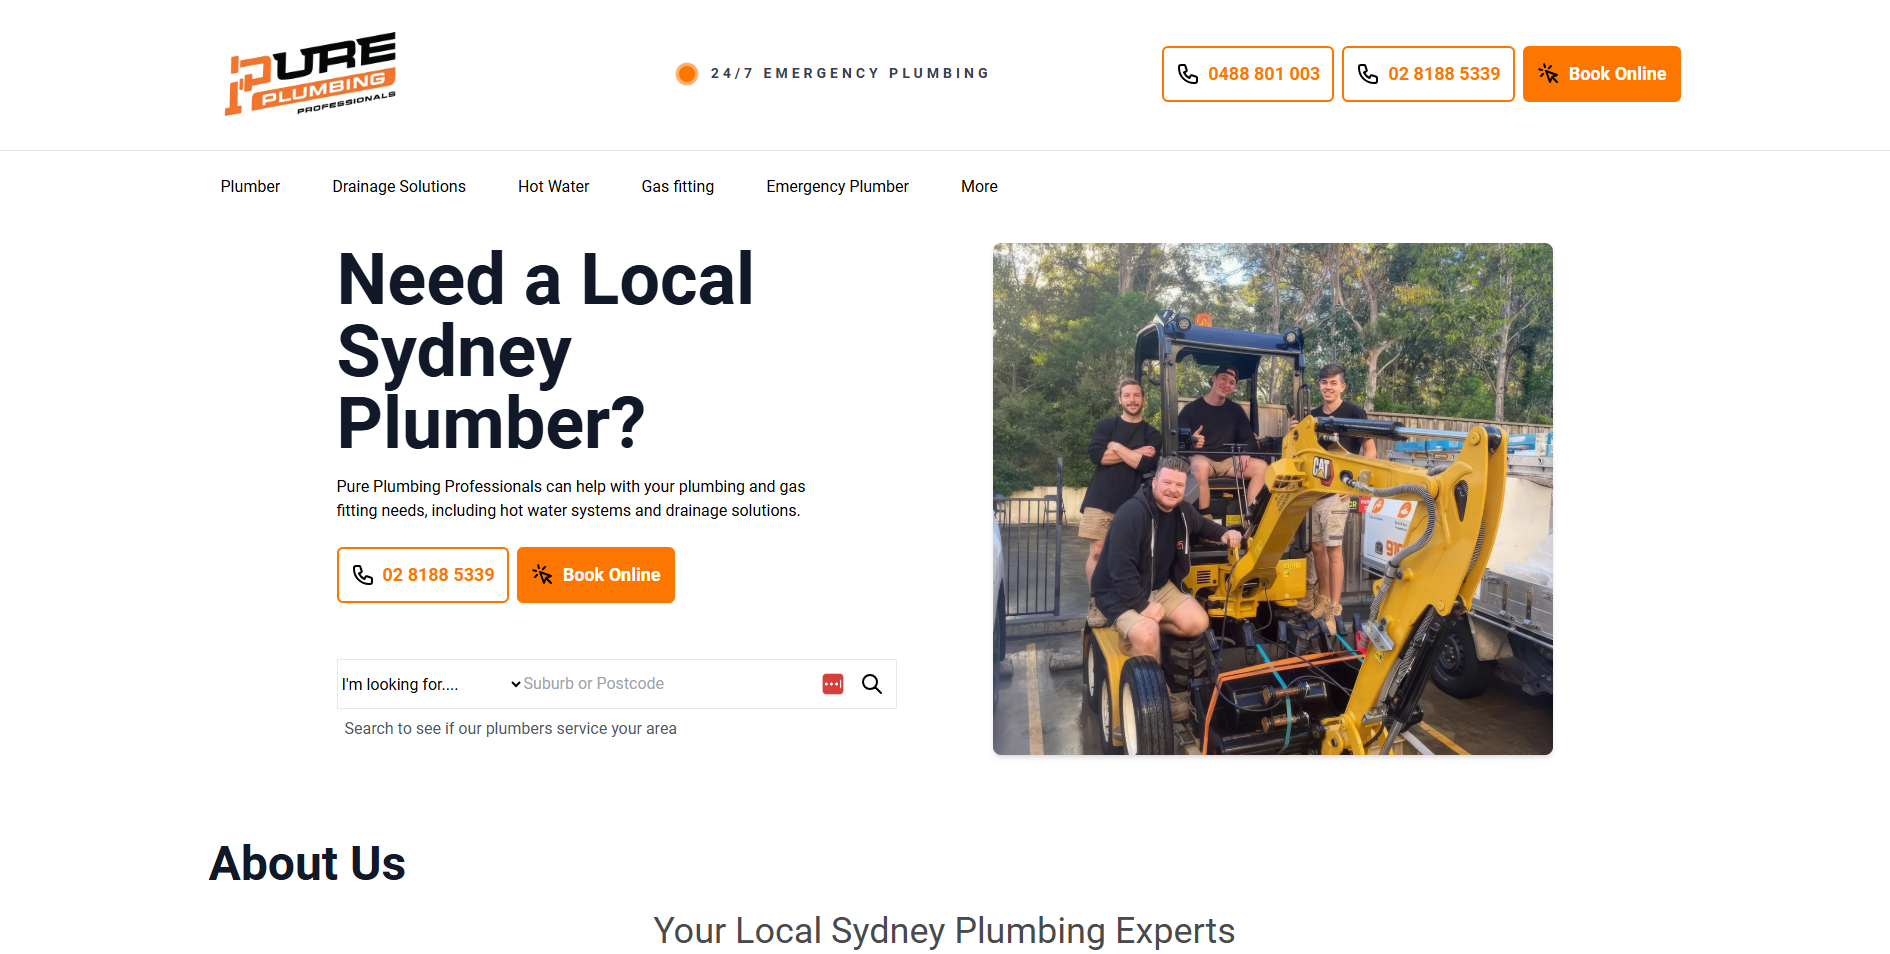 PURE
PLUMBING
PROFESSIONALS
24/7 EMERGENCY PLUMBING
0488 801 003
02 8188 5339
Book Online
Plumber
Drainage Solutions
Hot Water
Gas fitting
Emergency Plumber
More
Need a Local
Sydney
Plumber?
Pure Plumbing Professionals can help with your plumbing and gas
fitting needs, including hot water systems and drainage solutions.
02 8188 5339
Book Online
I'm looking for....
Suburb or Postcode
Search to see if our plumbers service your area
CAT
About Us
Your Local Sydney Plumbing Experts